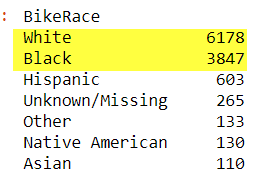 : BikeRace
White 6178
Black 3847
Hispanic 603
Unknown/Missing 265
Other 133
Native American 130
Asian 110